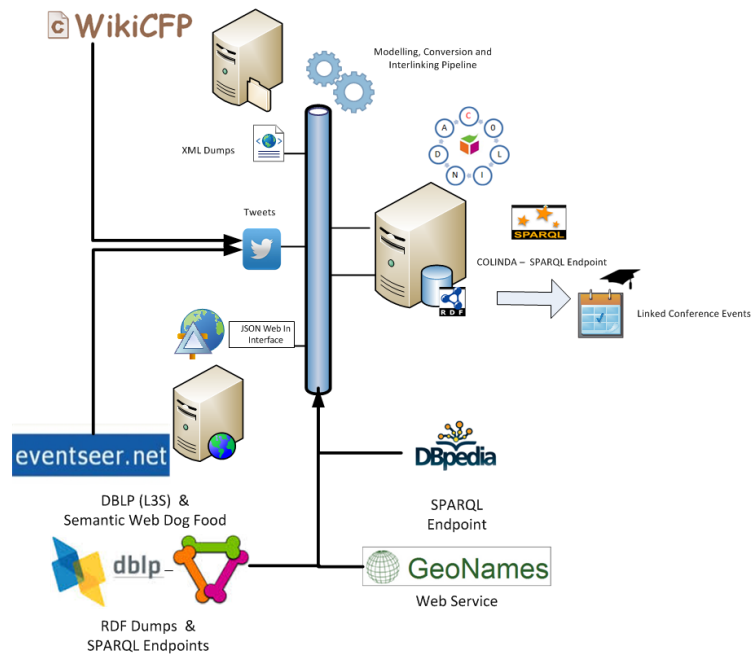 c WikiCFP
Modelling, Conversion and
Interlinking Pipeline
XML Dumps
C
O
L
I
N
D
A
Tweets
SPARQL
COLINDA – SPARQL Endpoint
RDF
Linked Conference Events
JSON Web In
Interface
eventseer.net
DBpedia
DBLP (L3S) &
Semantic Web Dog Food
SPARQL
Endpoint
dblp
GeoNames
Web Service
RDF Dumps &
SPARQL Endpoints